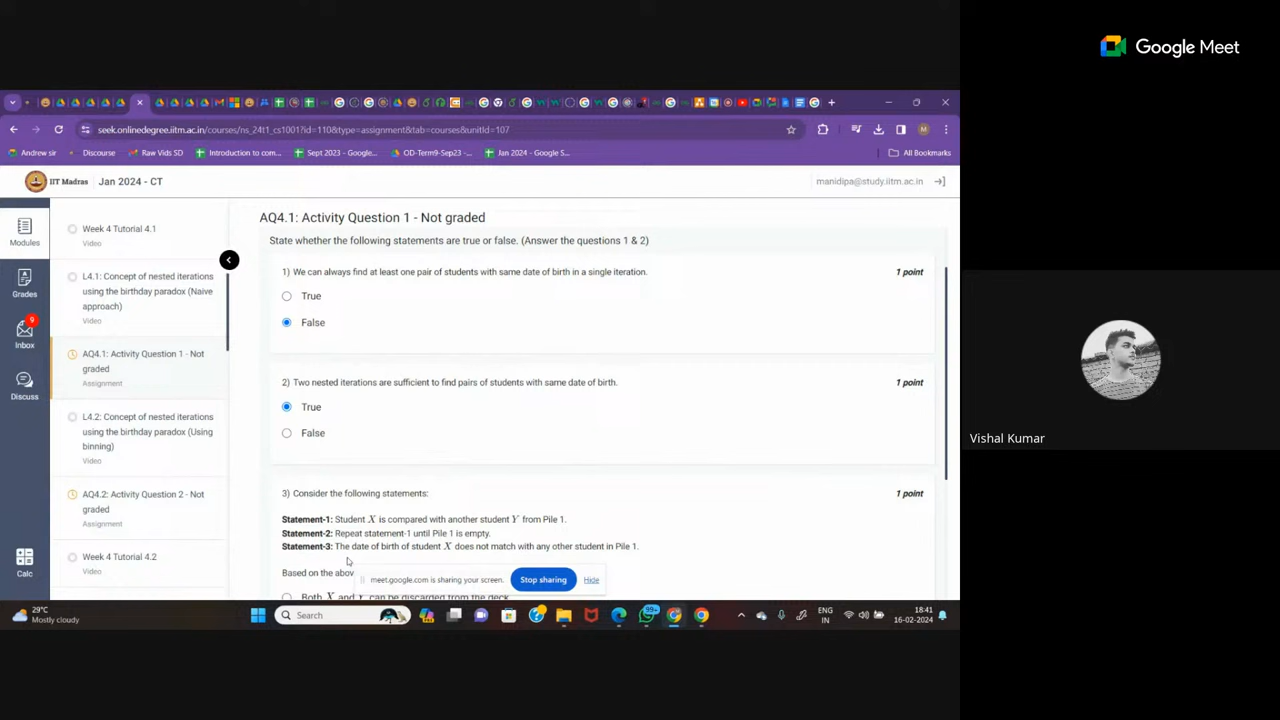 Google Meet
seek.onlinedegree.iitm.ac.in/courses/ns_24t1_cs1001?id=110&type=assignment&tab=courses&unitId=107
M
Andrew sir
Discourse
Raw Vids SD
Introduction to com...
Sept 2023 - Google...
OD-Term9-Sep23 -...
Jan 2024 - Google S...
All Bookmarks
IIT Madras
Jan 2024 - CT
manidipa@study.iitm.ac.in
Modules
Grades
9
Inbox
Discuss
Calc
Week 4 Tutorial 4.1
Video
L4.1: Concept of nested iterations
using the birthday paradox (Naive
approach)
Video
AQ4.1: Activity Question 1 - Not
graded
Assignment
L4.2: Concept of nested iterations
using the birthday paradox (Using
binning)
Video
AQ4.2: Activity Question 2 - Not
graded
Assignment
Week 4 Tutorial 4.2
Video
AQ4.1: Activity Question 1 - Not graded
State whether the following statements are true or false. (Answer the questions 1 & 2)
1) We can always find at least one pair of students with same date of birth in a single iteration.
1 point
True
False
2) Two nested iterations are sufficient to find pairs of students with same date of birth.
1 point
True
False
3) Consider the following statements:
1 point
Statement-1: Student X is compared with another student Y from Pile 1.
Statement-2: Repeat statement-1 until Pile 1 is empty.
Statement-3: The date of birth of student X does not match with any other student in Pile 1.
Based on the abov
Both X and Y can be discarded from the deck.
meet.google.com is sharing your screen.
Stop sharing
Hide
29°C
Mostly cloudy
Search
99+
ENG
IN
18:41
16-02-2024
Vishal Kumar